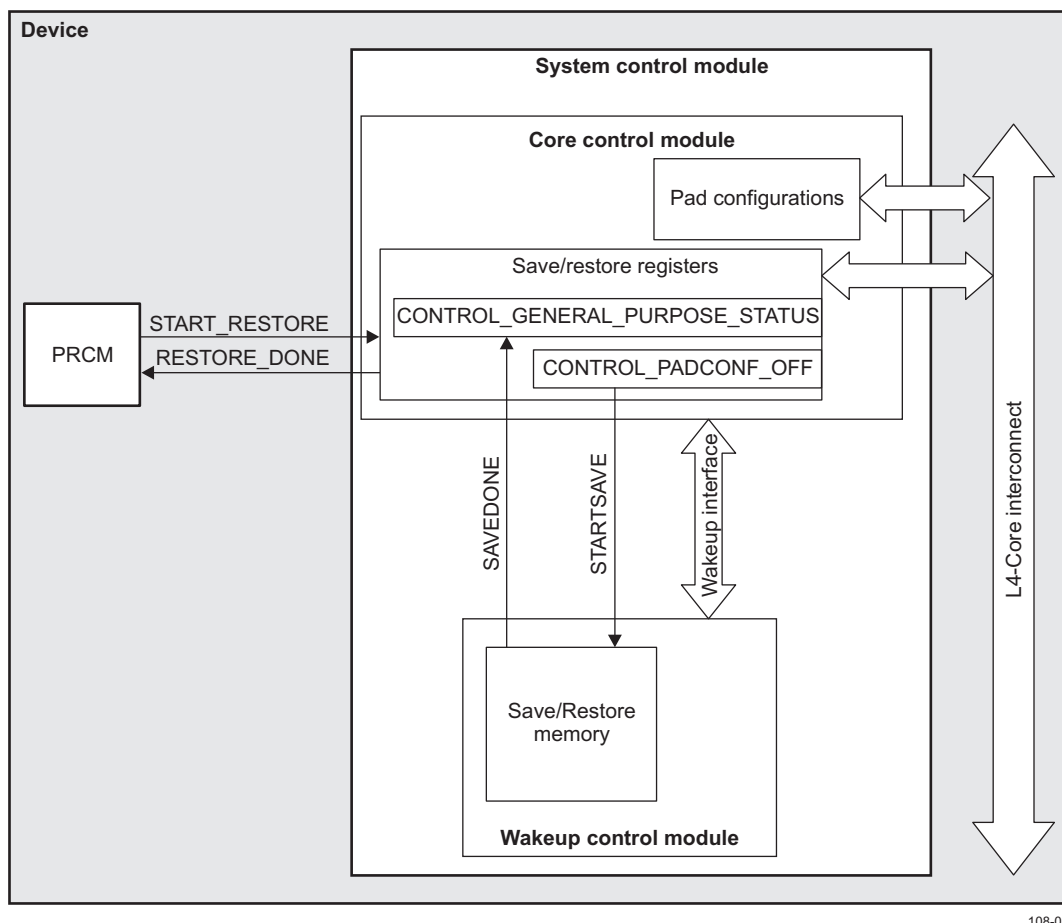 Device
System control module
Core control module
Pad configurations
Save/restore registers
CONTROL_GENERAL_PURPOSE_STATUS
START_RESTORE
PRCM
RESTORE_DONE
CONTROL_PADCONF_OFF
SAVEDONE
STARTSAVE
Wakeup interface
L4-Core interconnect
Save/Restore
memory
Wakeup control module